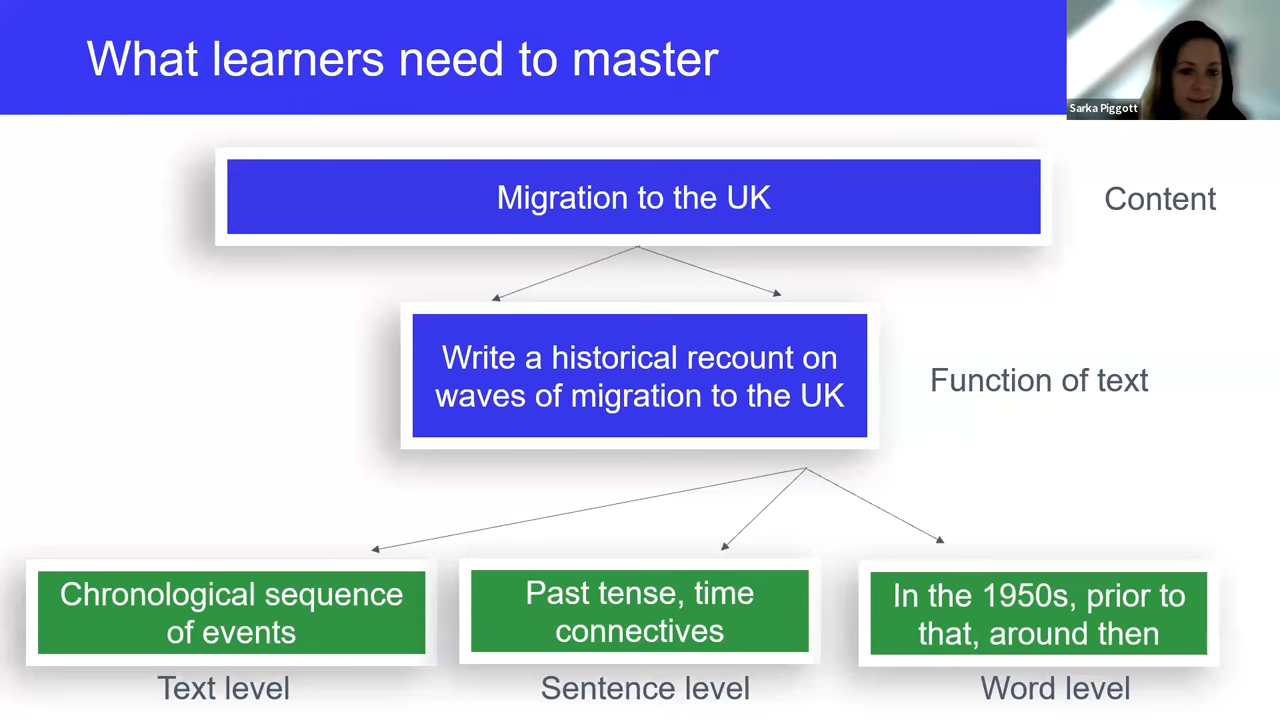 What learners need to master
Sarka Piggott
Migration to the UK
Content
Write a historical recount on
waves of migration to the UK
Function of text
Chronological sequence
of events
Past tense, time
connectives
In the 1950s, prior to
that, around then
Text level
Sentence level
Word level